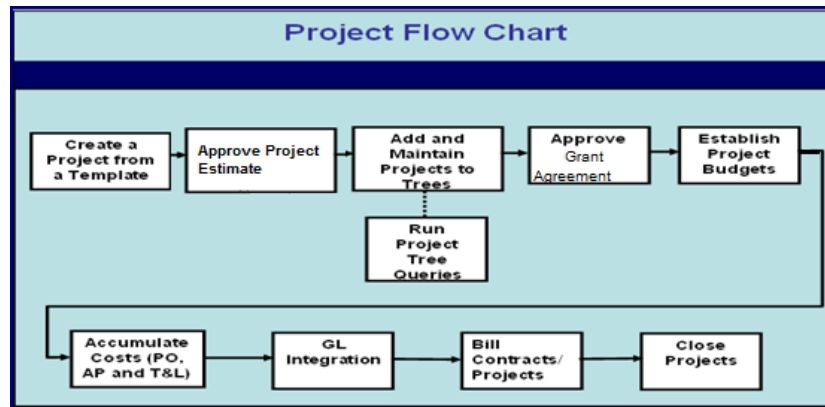 Project Flow Chart
Create a
Project from
a Template
Approve Project
Estimate
Add and
Maintain
Projects to
Trees
Approve
Grant
Agreement
Establish
Project
Budgets
Run
Project
Tree
Queries
Accumulate
Costs (PO,
AP and T&L)
GL
Integration
Bill
Contracts/
Projects
Close
Projects